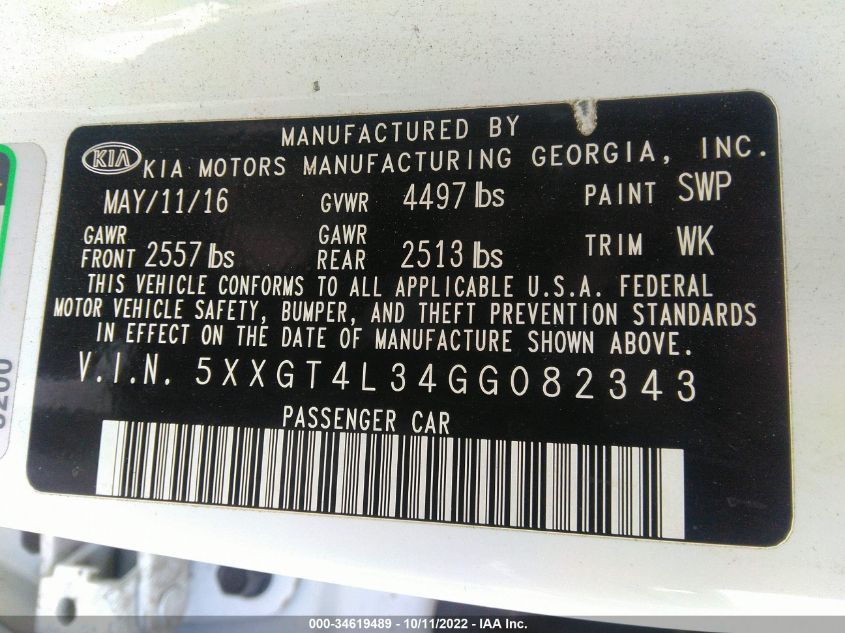 MANUFACTURED BY
KIA KIA MOTORS MANUFACTURING GEORGIA, INC.
MAY/11/16 GVWR 4497 lbs PAINT SWP
GAWR FRONT 2557 lbs GAWR REAR 2513 lbs TRIM WK
THIS VEHICLE CONFORMS TO ALL APPLICABLE U.S.A. FEDERAL
MOTOR VEHICLE SAFETY, BUMPER, AND THEFT PREVENTION STANDARDS
IN EFFECT ON THE DATE OF MANUFACTURE SHOWN ABOVE.
V.I.N. 5XXGT4L34GG082343
PASSENGER CAR
000-34619489 - 10/11/2022 - IAA Inc.